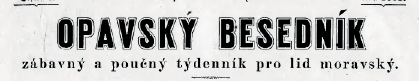 OPAVSKÝ BESEDNÍK
zábavný a poučný týdenník pro lid moravský.